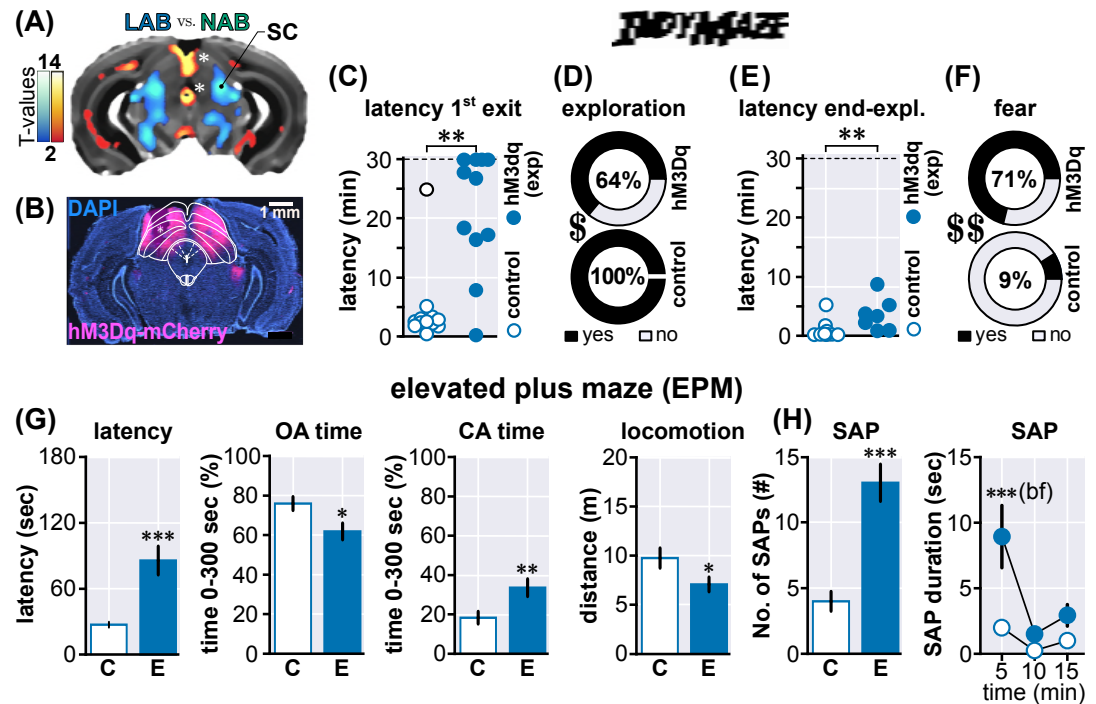 (A)
LAB vs. NAB
SC
T-values
14
2
(B)
DAPI
1 mm
hM3Dq-mCherry
(C)
latency 1st exit
**
latency (min)
30
20
10
0
hM3dq (exp)
control
(D)
exploration
64%
hM3Dq
$
100%
control
yes no
(E)
latency end-expl.
**
latency (min)
30
20
10
0
hM3dq (exp)
control
(F)
fear
71%
hM3Dq
$$
9%
control
yes no
elevated plus maze (EPM)
(G)
latency
latency (sec)
180
120
60
0
***
C E
OA time
time 0-300 sec (%)
100
80
60
40
20
0
*
C E
CA time
time 0-300 sec (%)
100
80
60
40
20
0
**
C E
locomotion
distance (m)
20
15
10
5
0
*
C E
(H)
SAP
No. of SAPs (#)
15
10
5
0
***
C E
SAP
SAP duration (sec)
15
10
5
0
***(bf)
5 10 15
time (min)